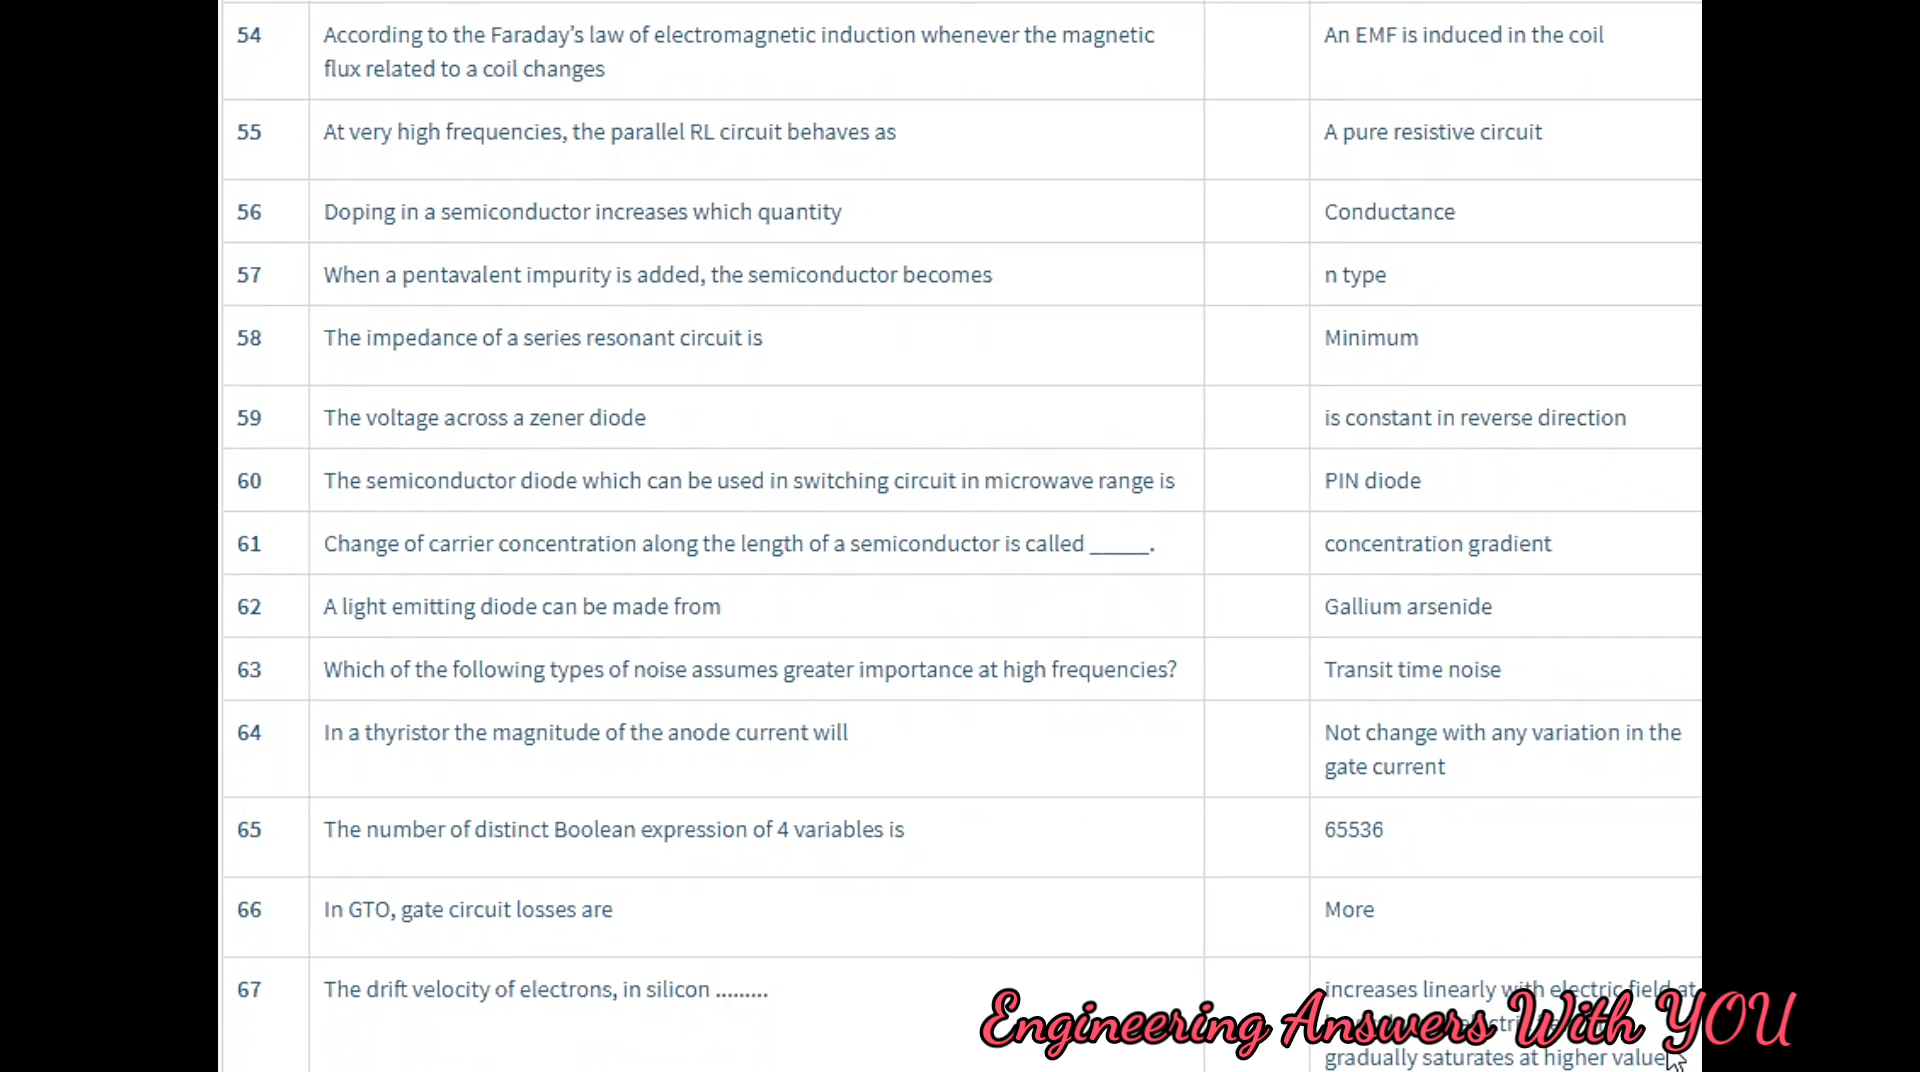 54
According to the Faraday’s law of electromagnetic induction whenever the magnetic
flux related to a coil changes
An EMF is induced in the coil
55
At very high frequencies, the parallel RL circuit behaves as
A pure resistive circuit
56
Doping in a semiconductor increases which quantity
Conductance
57
When a pentavalent impurity is added, the semiconductor becomes
n type
58
The impedance of a series resonant circuit is
Minimum
59
The voltage across a zener diode
is constant in reverse direction
60
The semiconductor diode which can be used in switching circuit in microwave range is
PIN diode
61
Change of carrier concentration along the length of a semiconductor is called _____.
concentration gradient
62
A light emitting diode can be made from
Gallium arsenide
63
Which of the following types of noise assumes greater importance at high frequencies?
Transit time noise
64
In a thyristor the magnitude of the anode current will
Not change with any variation in the
gate current
65
The number of distinct Boolean expression of 4 variables is
65536
66
In GTO, gate circuit losses are
More
67
The drift velocity of electrons, in silicon .........
increases linearly with electric field at
gradually saturates at higher value
Engineering Answers With YOU